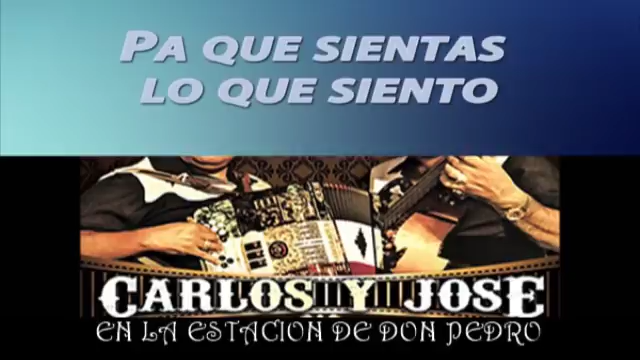 PA QUE SIENTAS
LO QUE SIENTO
CARLOS Y JOSE
EN LA ESTACION DE DON PEDRO